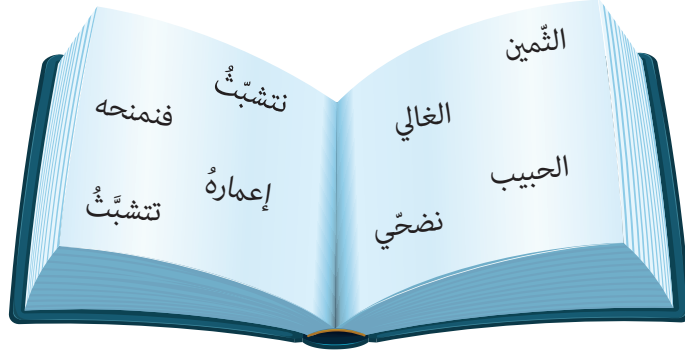 الثّمين
الغالي
الحبيب
نضحّي
نتشبّثُ
فنمنحه
إعمارهُ
تتشبَّثُ